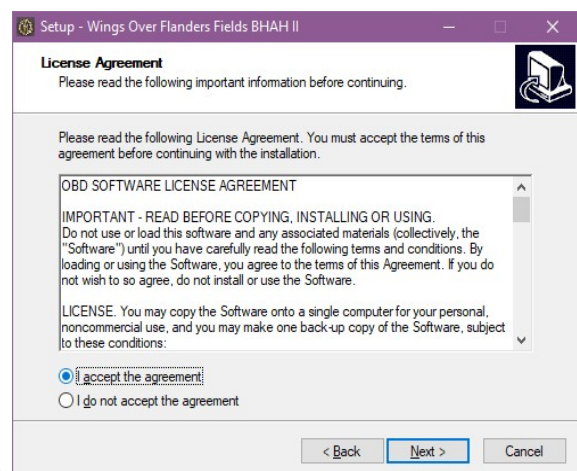 Setup - Wings Over Flanders Fields BHAH II
License Agreement
Please read the following important information before continuing.
Please read the following License Agreement. You must accept the terms of this
agreement before continuing with the installation.
OBD SOFTWARE LICENSE AGREEMENT
IMPORTANT - READ BEFORE COPYING, INSTALLING OR USING.
Do not use or load this software and any associated materials (collectively, the
"Software") until you have carefully read the following terms and conditions. By
loading or using the Software, you agree to the terms of this Agreement. If you do
not wish to so agree, do not install or use the Software.
LICENSE. You may copy the Software onto a single computer for your personal,
noncommercial use, and you may make one back-up copy of the Software, subject
to these conditions:
I accept the agreement
I do not accept the agreement
< Back
Next >
Cancel